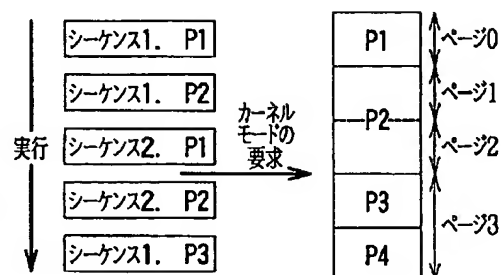 実行
シーケンス1. P1
シーケンス1. P2
シーケンス2. P1
シーケンス2. P2
シーケンス1. P3
カーネル
モードの
要求
P1
P2
P3
P4
ページ0
ページ1
ページ2
ページ3